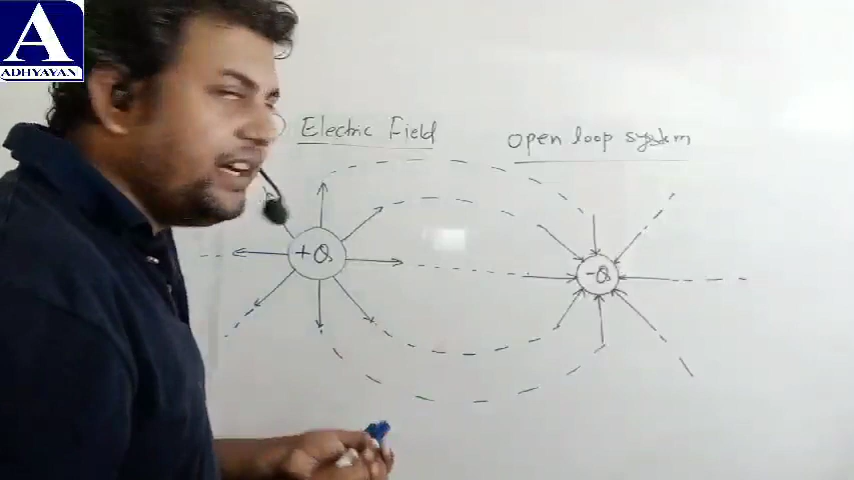 A
ADHYAYAN
Electric Field
open loop system
+Q
-Q